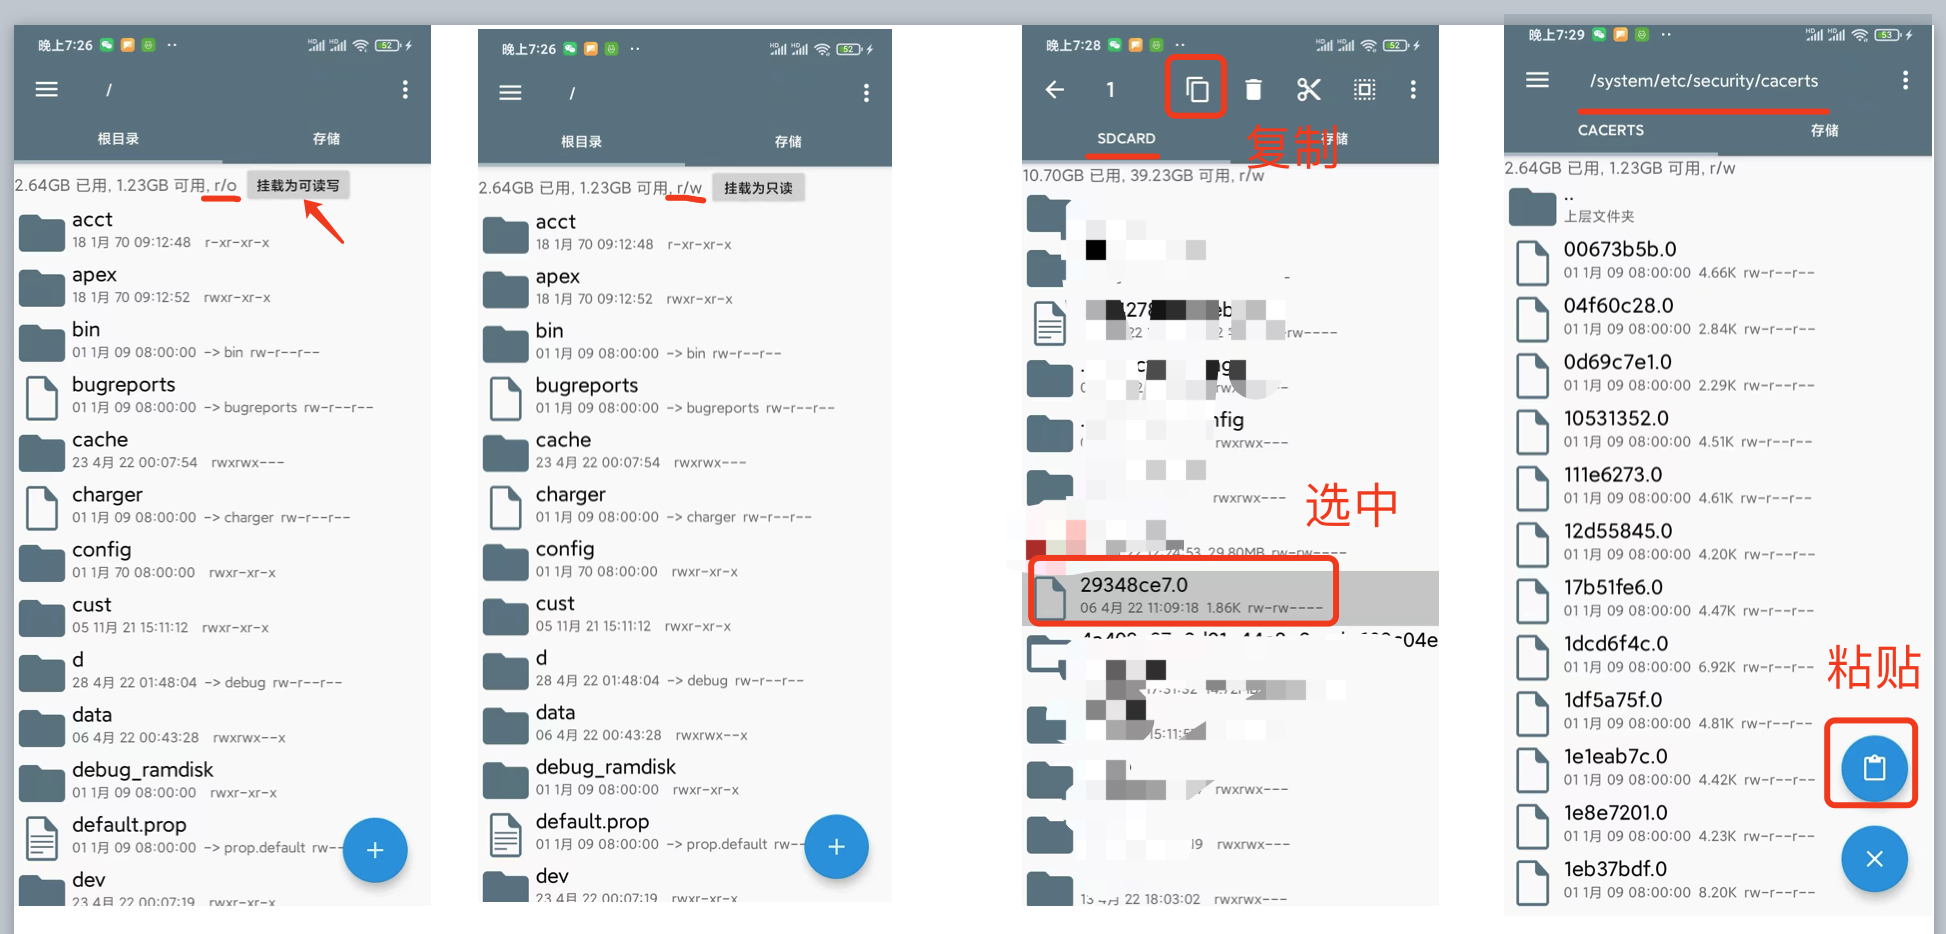 晚上7:26
52
/
根目录
存储
2.64GB 已用, 1.23GB 可用, r/o
挂载为可读写
acct
18 1月 70 09:12:48 r-xr-xr-x
apex
18 1月 70 09:12:52 rwxr-xr-x
bin
01 1月 09 08:00:00 -> bin rw-r--r--
bugreports
01 1月 09 08:00:00 -> bugreports rw-r--r--
cache
23 4月 22 00:07:54 rwxrwx---
charger
01 1月 09 08:00:00 -> charger rw-r--r--
config
01 1月 70 08:00:00 rwxr-xr-x
cust
05 11月 21 15:11:12 rwxr-xr-x
d
28 4月 22 01:48:04 -> debug rw-r--r--
data
06 4月 22 00:43:28 rwxrwx--x
debug_ramdisk
01 1月 09 08:00:00 rwxr-xr-x
default.prop
01 1月 09 08:00:00 -> prop.default rw--
dev
23 4月 22 00:07:19 rwxr-xr-x
晚上7:26
52
/
根目录
存储
2.64GB 已用, 1.23GB 可用, r/w
挂载为只读
acct
18 1月 70 09:12:48 r-xr-xr-x
apex
18 1月 70 09:12:52 rwxr-xr-x
bin
01 1月 09 08:00:00 -> bin rw-r--r--
bugreports
01 1月 09 08:00:00 -> bugreports rw-r--r--
cache
23 4月 22 00:07:54 rwxrwx---
charger
01 1月 09 08:00:00 -> charger rw-r--r--
config
01 1月 70 08:00:00 rwxr-xr-x
cust
05 11月 21 15:11:12 rwxr-xr-x
d
28 4月 22 01:48:04 -> debug rw-r--r--
data
06 4月 22 00:43:28 rwxrwx--x
debug_ramdisk
01 1月 09 08:00:00 rwxr-xr-x
default.prop
01 1月 09 08:00:00 -> prop.default rw--
dev
23 4月 22 00:07:19 rwxr-xr-x
晚上7:28
52
1
SDCARD
复制
存储
10.70GB 已用, 39.23GB 可用, r/w
-rw----
rwxrwx---
rwxrwx---
选中
29.80MB rw-rw----
29348ce7.0
06 4月 22 11:09:18 1.86K rw-rw----
rwxrwx---
rwxrwx---
22 18:03:02 rwxrwx---
晚上7:29
53
/system/etc/security/cacerts
CACERTS
存储
2.64GB 已用, 1.23GB 可用, r/w
..
上层文件夹
00673b5b.0
01 1月 09 08:00:00 4.66K rw-r--r--
04f60c28.0
01 1月 09 08:00:00 2.84K rw-r--r--
0d69c7e1.0
01 1月 09 08:00:00 2.29K rw-r--r--
10531352.0
01 1月 09 08:00:00 4.51K rw-r--r--
111e6273.0
01 1月 09 08:00:00 4.61K rw-r--r--
12d55845.0
01 1月 09 08:00:00 4.20K rw-r--r--
17b51fe6.0
01 1月 09 08:00:00 4.47K rw-r--r--
1dcd6f4c.0
01 1月 09 08:00:00 6.92K rw-r--r--
粘贴
1df5a75f.0
01 1月 09 08:00:00 4.81K rw-r--r--
1e1eab7c.0
01 1月 09 08:00:00 4.42K rw-r--r--
1e8e7201.0
01 1月 09 08:00:00 4.23K rw-r--r--
1eb37bdf.0
01 1月 09 08:00:00 8.20K rw-r--r--